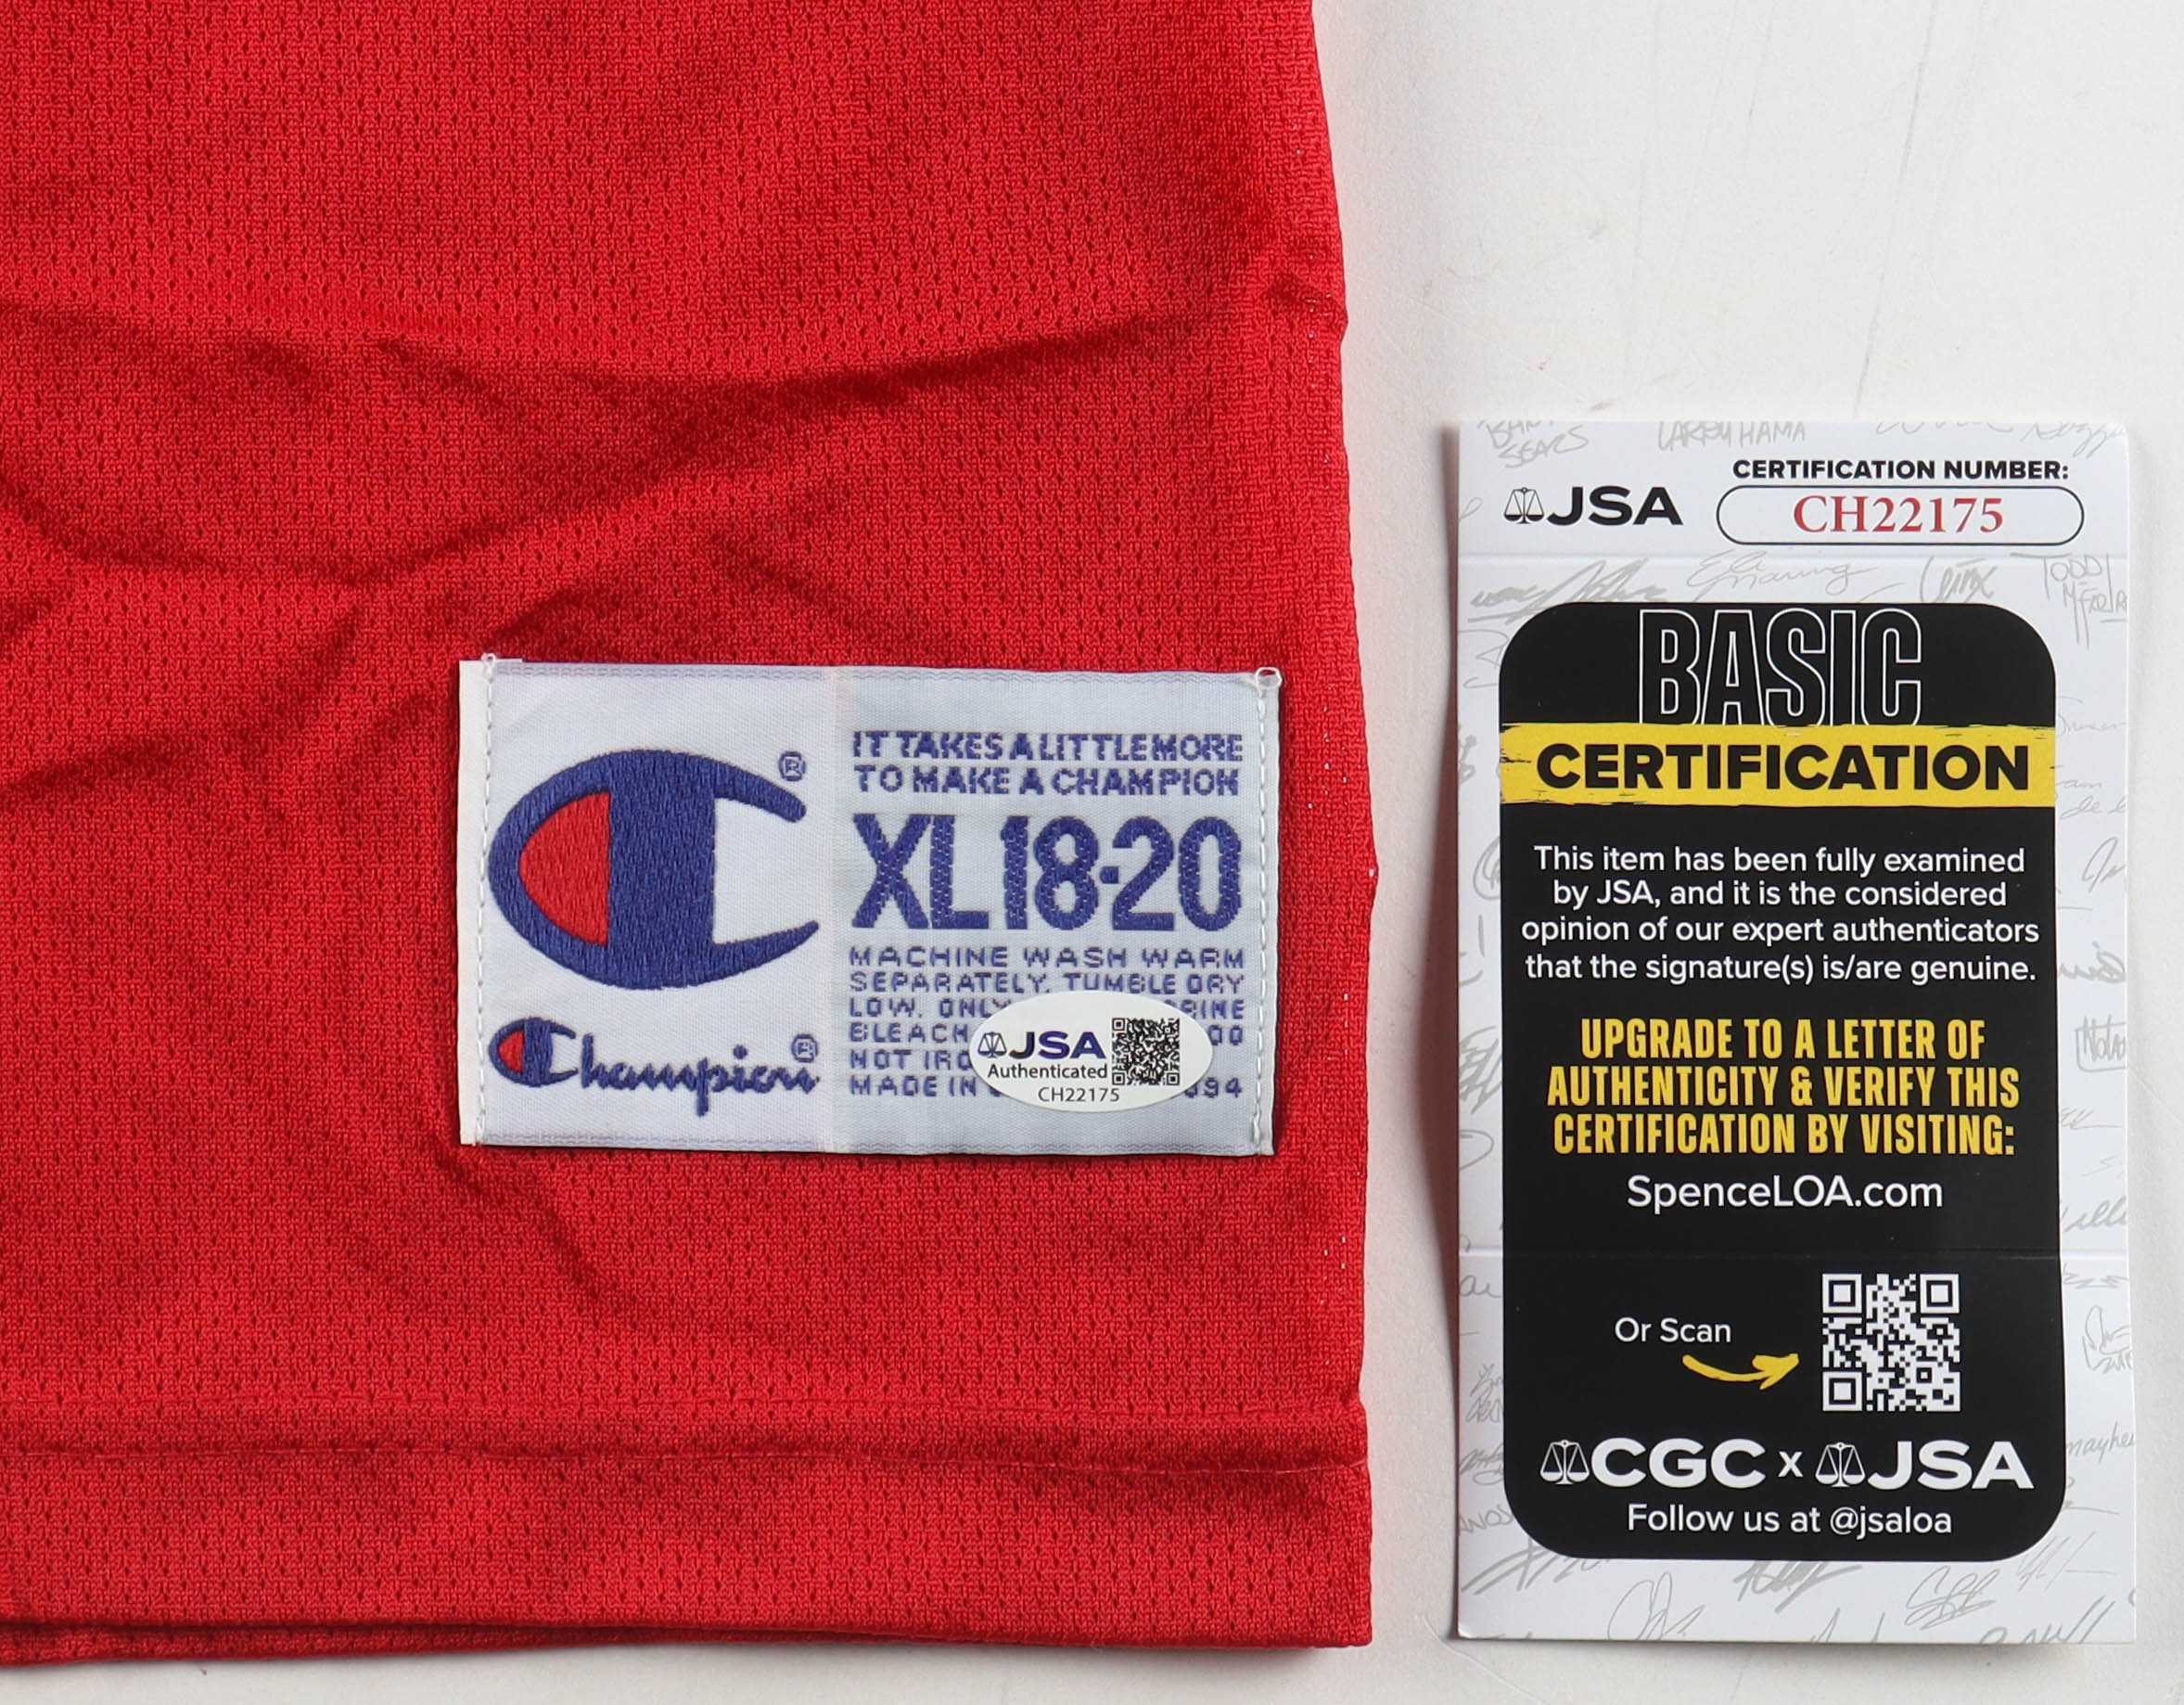 IT TAKES A LITTLE MORE
TO MAKE A CHAMPION
XL 18-20
MACHINE WASH WARM
SEPARATELY. TUMBLE DRY
LOW. ONLY
BLEACH
NOT
MADE IN
Champion
®
®
JSA
Authenticated
CH22175
LARRY HAMA
JSA
CERTIFICATION NUMBER:
CH22175
TODD
BASIC
CERTIFICATION
This item has been fully examined
by JSA, and it is the considered
opinion of our expert authenticators
that the signature(s) is/are genuine.
UPGRADE TO A LETTER OF
AUTHENTICITY & VERIFY THIS
CERTIFICATION BY VISITING:
SpenceLOA.com
Or Scan
CGC x JSA
Follow us at @jsaloa